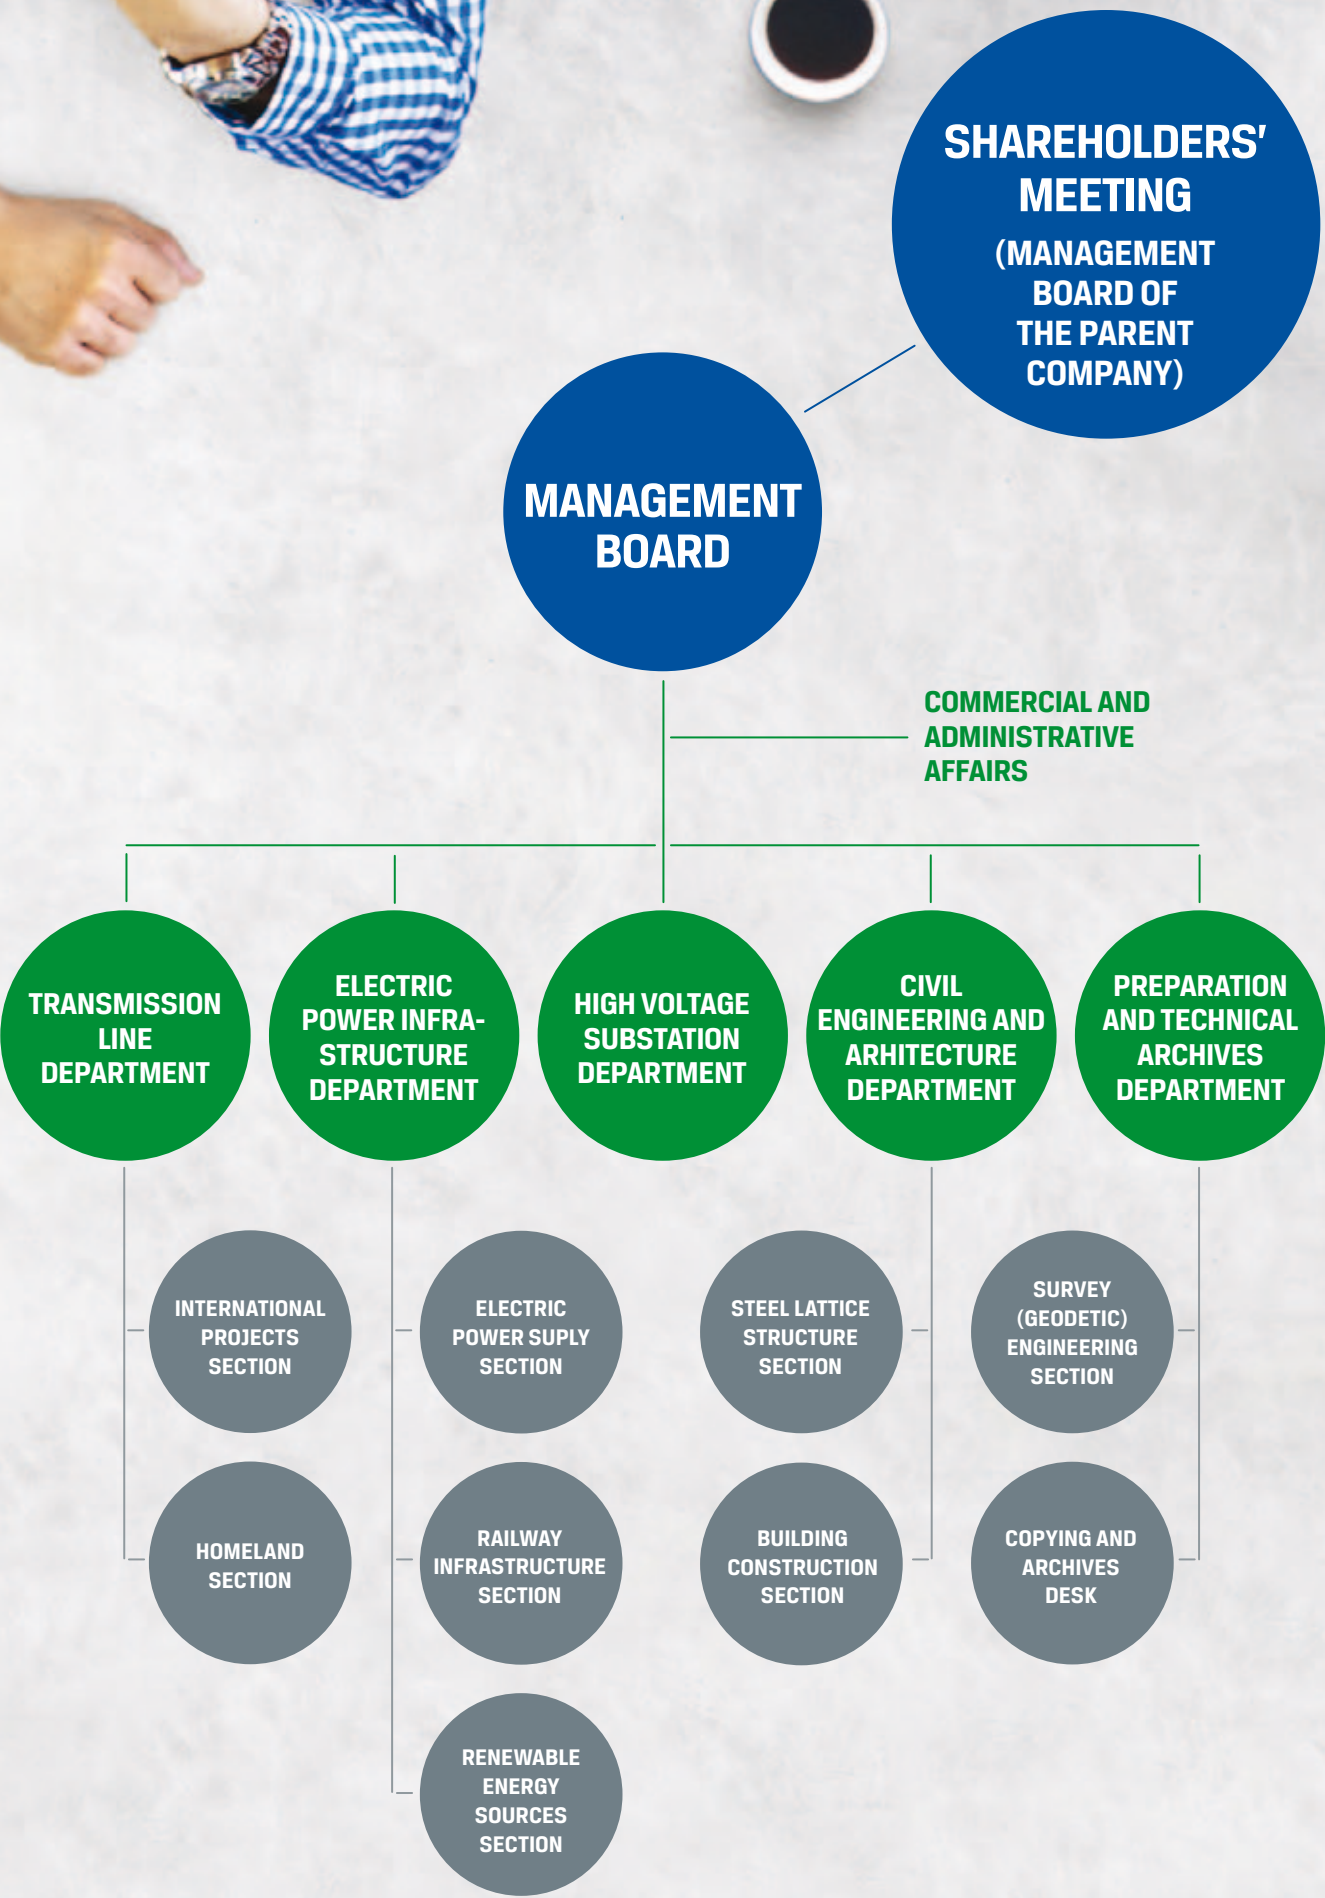 SHAREHOLDERS'
MEETING
(MANAGEMENT
BOARD OF
THE PARENT
COMPANY)
MANAGEMENT
BOARD
COMMERCIAL AND
ADMINISTRATIVE
AFFAIRS
TRANSMISSION
LINE
DEPARTMENT
ELECTRIC
POWER INFRA-
STRUCTURE
DEPARTMENT
HIGH VOLTAGE
SUBSTATION
DEPARTMENT
CIVIL
ENGINEERING AND
ARHITECTURE
DEPARTMENT
PREPARATION
AND TECHNICAL
ARCHIVES
DEPARTMENT
INTERNATIONAL
PROJECTS
SECTION
ELECTRIC
POWER SUPLY
SECTION
STEEL LATTICE
STRUCTURE
SECTION
SURVEY
(GEODETIC)
ENGINEERING
SECTION
HOMELAND
SECTION
RAILWAY
INFRASTRUCTURE
SECTION
BUILDING
CONSTRUCTION
SECTION
COPYING AND
ARCHIVES
DESK
RENEWABLE
ENERGY
SOURCES
SECTION